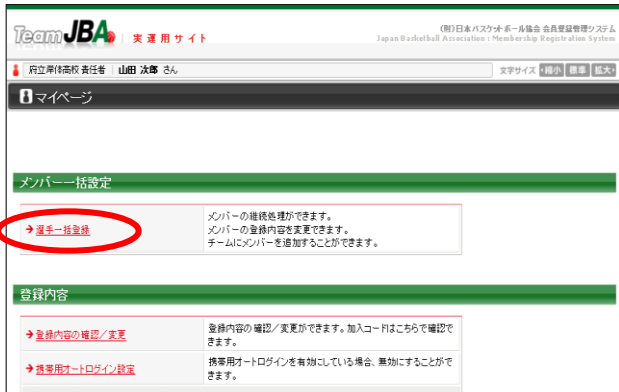 Team JBA 実運用サイト
(財)日本バスケットボール協会 会員登録管理システム
Japan Basketball Association : Membership Registration System
府立岸体高校 責任者 山田 次郎 さん
文字サイズ 縮小 標準 拡大
マイページ
メンバー一括設定
→選手一括登録
メンバーの継続処理ができます。
メンバーの登録内容を変更できます。
チームにメンバーを追加することができます。
登録内容
→登録内容の確認/変更
登録内容の確認/変更ができます。加入コードはこちらで確認で
きます。
→携帯用オートログイン設定
携帯用オートログインを有効にしている場合、無効にすることがで
きます。